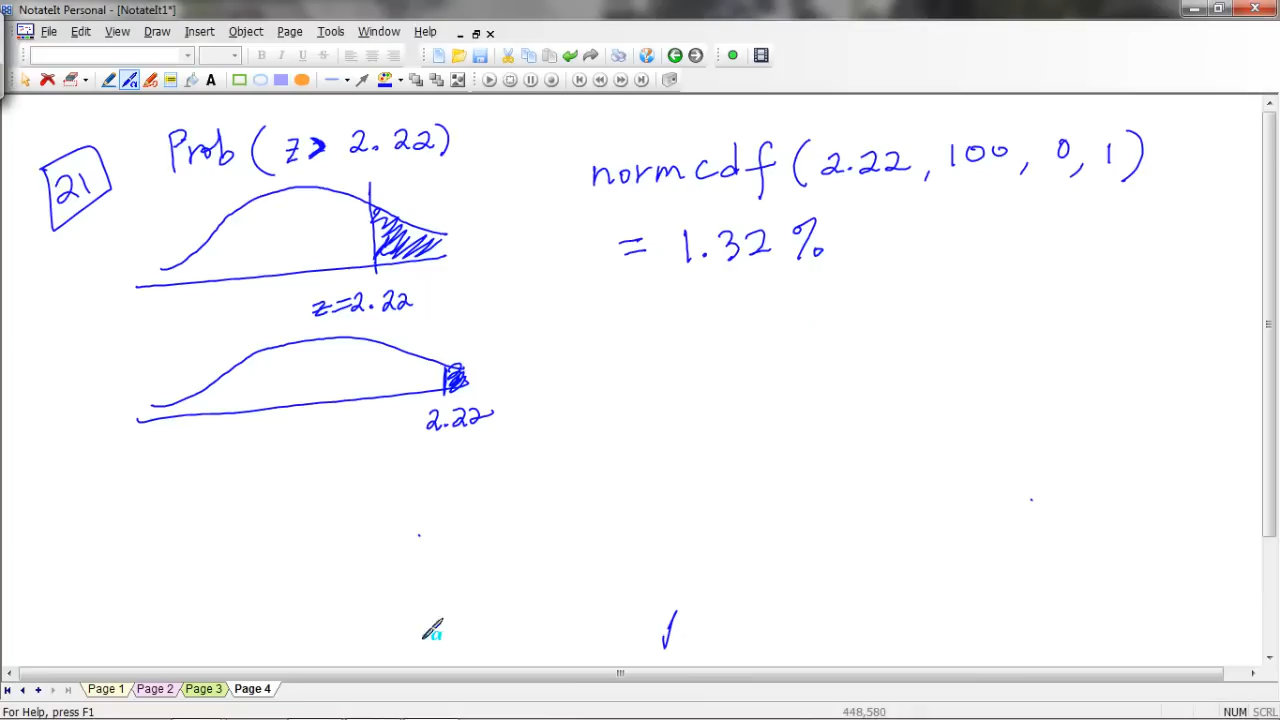 NotateIt Personal - [NotateIt1*]
File Edit View Draw Insert Object Page Tools Window Help
B I U S
A
21
Prob ( z > 2.22)
normcdf (2.22, 100, 0, 1)
= 1.32 %
z=2.22
2.22
Page 1 Page 2 Page 3 Page 4
For Help, press F1 448,580 NUM SCRL